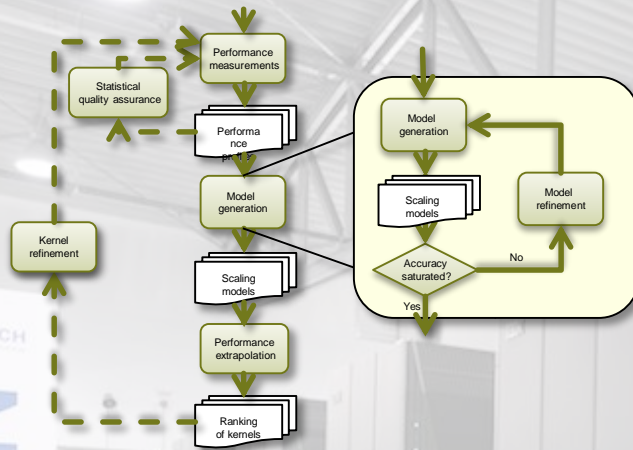 Performance
measurements
Statistical
quality assurance
Performa
nce
Model
generation
Kernel
refinement
Scaling
models
Performance
extrapolation
Ranking
of kernels
Model
generation
Scaling
models
Model
refinement
Accuracy
saturated?
No
Yes
CH